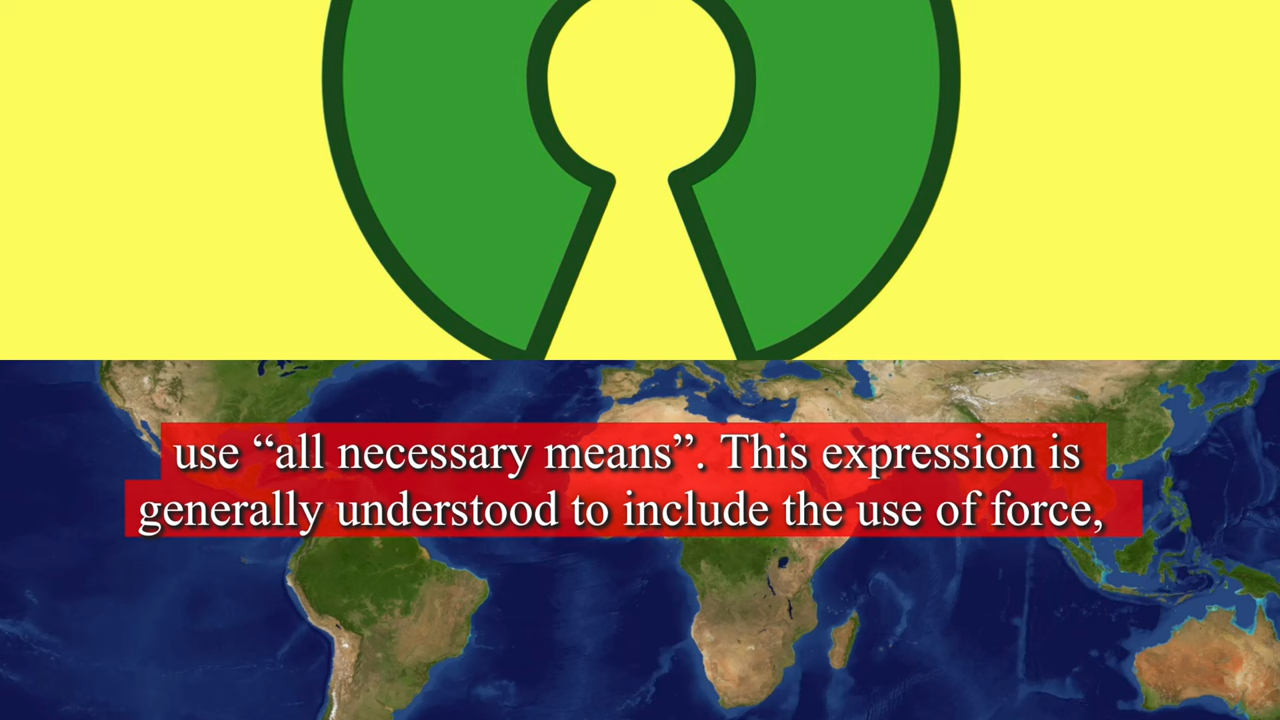 use “all necessary means”. This expression is
generally understood to include the use of force,